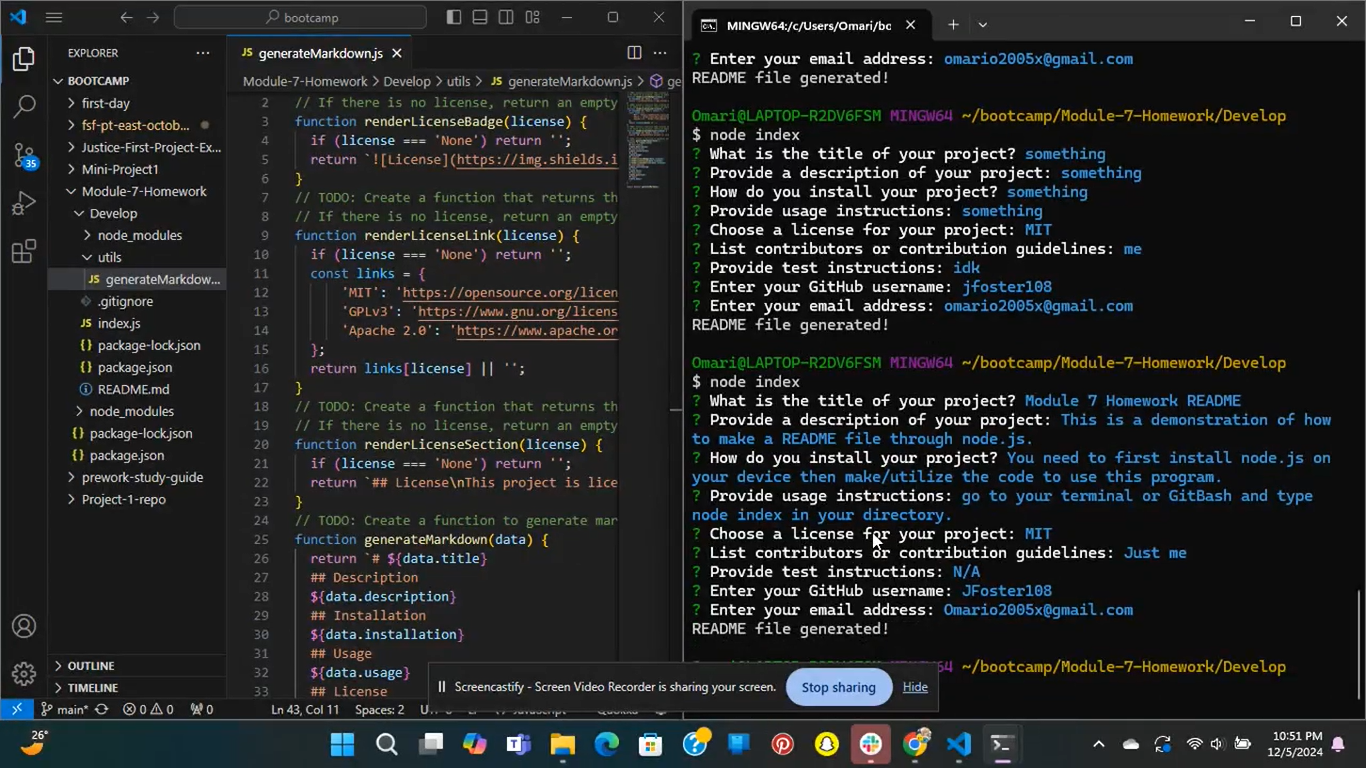 bootcamp
EXPLORER
BOOTCAMP
first-day
fsf-pt-east-octob...
Justice-First-Project-Ex...
Mini-Project1
Module-7-Homework
Develop
node_modules
utils
JS generateMarkdow...
.gitignore
JS index.js
{} package-lock.json
{} package.json
README.md
node_modules
{} package-lock.json
{} package.json
prework-study-guide
Project-1-repo
OUTLINE
TIMELINE
35
JS generateMarkdown.js
Module-7-Homework > Develop > utils > JS generateMarkdown.js > ge
2 // If there is no license, return an empty
3 function renderLicenseBadge(license) {
4 if (license === 'None') return '';
5 return `![License](https://img.shields.i
6 }
7 // TODO: Create a function that returns th
8 // If there is no license, return an empty
9 function renderLicenseLink(license) {
10 if (license === 'None') return '';
11 const links = {
12 'MIT': 'https://opensource.org/licen
13 'GPLv3': 'https://www.gnu.org/licens
14 'Apache 2.0': 'https://www.apache.or
15 };
16 return links[license] || '';
17 }
18 // TODO: Create a function that returns th
19 // If there is no license, return an empty
20 function renderLicenseSection(license) {
21 if (license === 'None') return '';
22 return `## License\nThis project is lice
23 }
24 // TODO: Create a function to generate mar
25 function generateMarkdown(data) {
26 return `# ${data.title}
27 ## Description
28 ${data.description}
29 ## Installation
30 ${data.installation}
31 ## Usage
32 ${data.usage}
33 ## License
main* 0 0 0 Ln 43, Col 11 Spaces: 2
MINGW64:/c/Users/Omari/bo
? Enter your email address: omario2005x@gmail.com
README file generated!
Omari@LAPTOP-R2DV6FSM MINGW64 ~/bootcamp/Module-7-Homework/Develop
$ node index
? What is the title of your project? something
? Provide a description of your project: something
? How do you install your project? something
? Provide usage instructions: something
? Choose a license for your project: MIT
? List contributors or contribution guidelines: me
? Provide test instructions: idk
? Enter your GitHub username: jfoster108
? Enter your email address: omario2005x@gmail.com
README file generated!
Omari@LAPTOP-R2DV6FSM MINGW64 ~/bootcamp/Module-7-Homework/Develop
$ node index
? What is the title of your project? Module 7 Homework README
? Provide a description of your project: This is a demonstration of how
to make a README file through node.js.
? How do you install your project? You need to first install node.js on
your device then make/utilize the code to use this program.
? Provide usage instructions: go to your terminal or GitBash and type
node index in your directory.
? Choose a license for your project: MIT
? List contributors or contribution guidelines: Just me
? Provide test instructions: N/A
? Enter your GitHub username: JFoster108
? Enter your email address: Omario2005x@gmail.com
README file generated!
~/bootcamp/Module-7-Homework/Develop
Screencastify - Screen Video Recorder is sharing your screen.
Stop sharing
Hide
26°
10:51 PM
12/5/2024